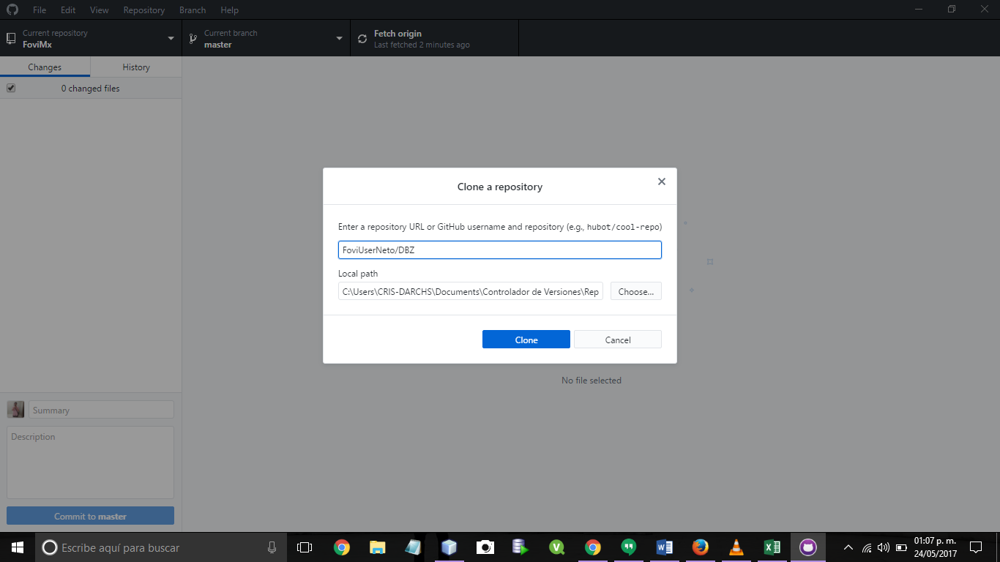 File Edit View Repository Branch Help
Current repository
FoviMx
Current branch
master
Fetch origin
Last fetched 2 minutes ago
Changes
History
0 changed files
Clone a repository
Enter a repository URL or GitHub username and repository (e.g., hubot/cool-repo)
FoviUserNeto/DBZ
Local path
C:\Users\CRIS-DARCHS\Documents\Controlador de Versiones\Rep
Choose...
Clone
Cancel
No file selected
Summary
Description
Commit to master
Escribe aquí para buscar
01:07 p. m.
24/05/2017